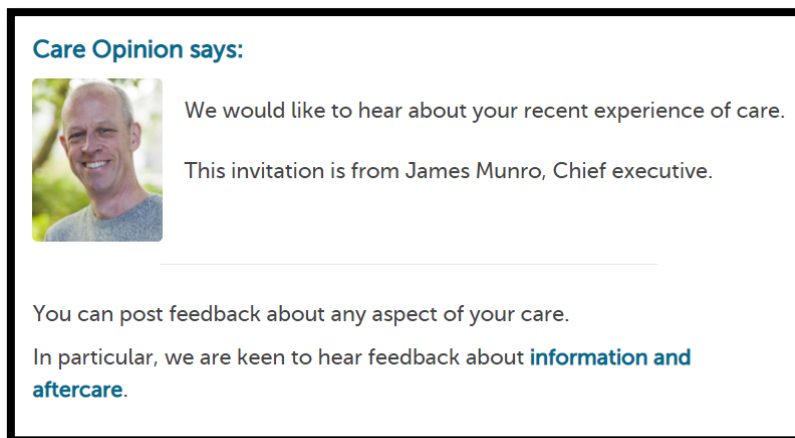 Care Opinion says:
We would like to hear about your recent experience of care.
This invitation is from James Munro, Chief executive.
You can post feedback about any aspect of your care.
In particular, we are keen to hear feedback about information and
aftercare.